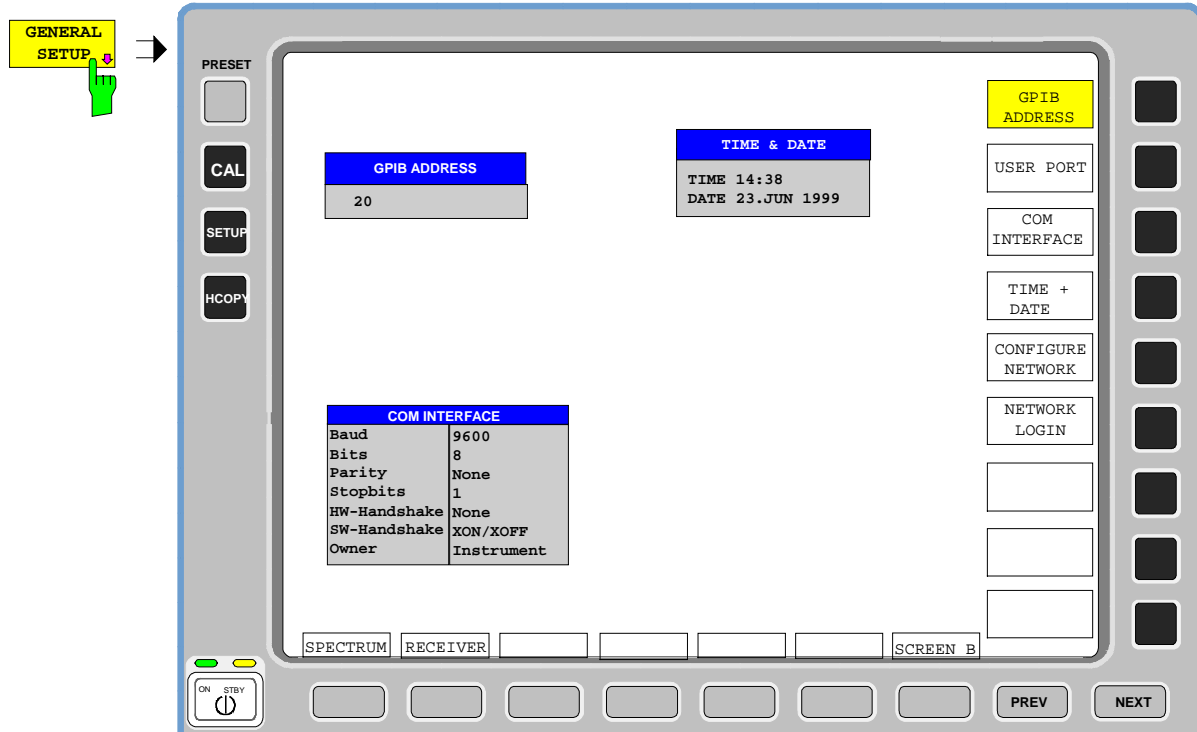 GENERAL
SETUP
PRESET
CAL
SETUP
HCOPY
GPIB ADDRESS
20
TIME & DATE
TIME 14:38
DATE 23.JUN 1999
COM INTERFACE
Baud 9600
Bits 8
Parity None
Stopbits 1
HW-Handshake None
SW-Handshake XON/XOFF
Owner Instrument
GPIB
ADDRESS
USER PORT
COM
INTERFACE
TIME +
DATE
CONFIGURE
NETWORK
NETWORK
LOGIN
SPECTRUM RECEIVER SCREEN B
ON STBY
PREV NEXT